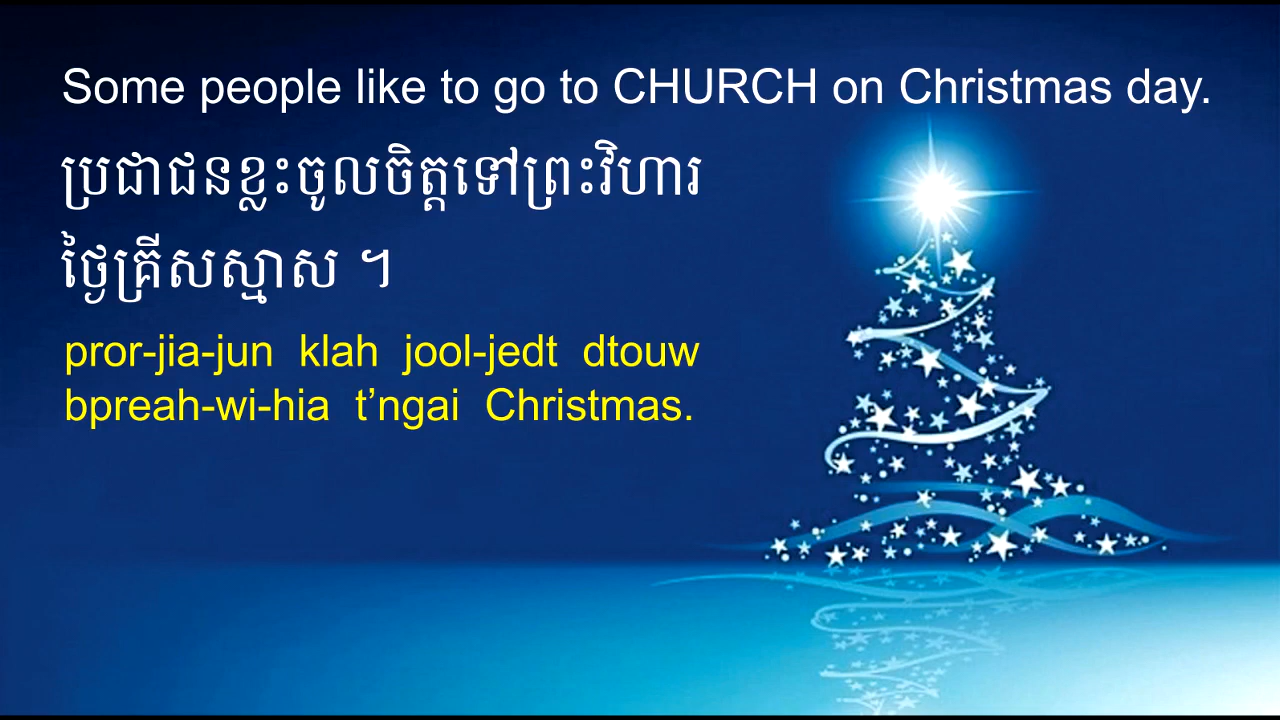 Some people like to go to CHURCH on Christmas day.
ប្រជាជនខ្លះចូលចិត្តទៅព្រះវិហារ
ថ្ងៃគ្រីសស្មាស ។
pror-jia-jun klah jool-jedt dtouw
bpreah-wi-hia t’ngai Christmas.